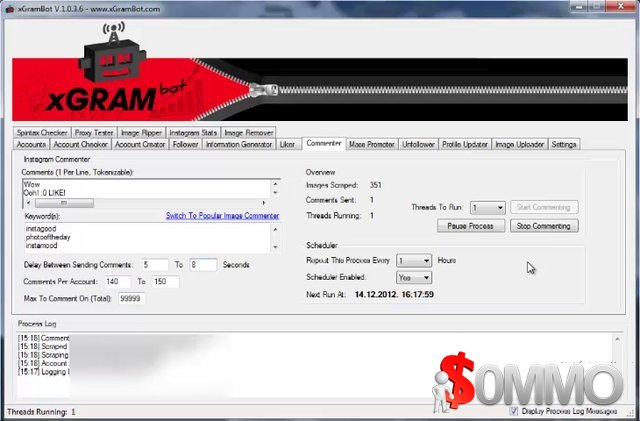 xGramBot V.1.0.3.6 - www.xGramBot.com
xGRAM bot
Spintax Checker Proxy Tester Image Ripper Instagram Stats Image Remover
Accounts Account Checker Account Creator Follower Information Generator Liker Commenter Mass Promoter Unfollower Profile Updater Image Uploader Settings
Instagram Commenter
Comments (1 Per Line, Tokenizable):
Wow
Ooh! :0 LIKE!
Keyword(s):
Switch To Popular Image Commenter
instagood
photooftheday
instamood
Delay Between Sending Comments: 5 To 8 Seconds
Comments Per Account: 140 To 150
Max To Comment On (Total): 99999
Overview
Images Scraped: 351
Comments Sent: 1
Threads Running: 1
Threads To Run: 1
Start Commenting
Pause Process
Stop Commenting
Scheduler
Repeat This Process Every 1 Hours
Scheduler Enabled: Yes
Next Run At: 14.12.2012. 16:17:59
Process Log
[15:18] Comment
[15:18] Scraped
[15:18] Scraping
[15:18] Account
[15:17] Logging
$OMMO
Threads Running: 1
Display Process Log Messages